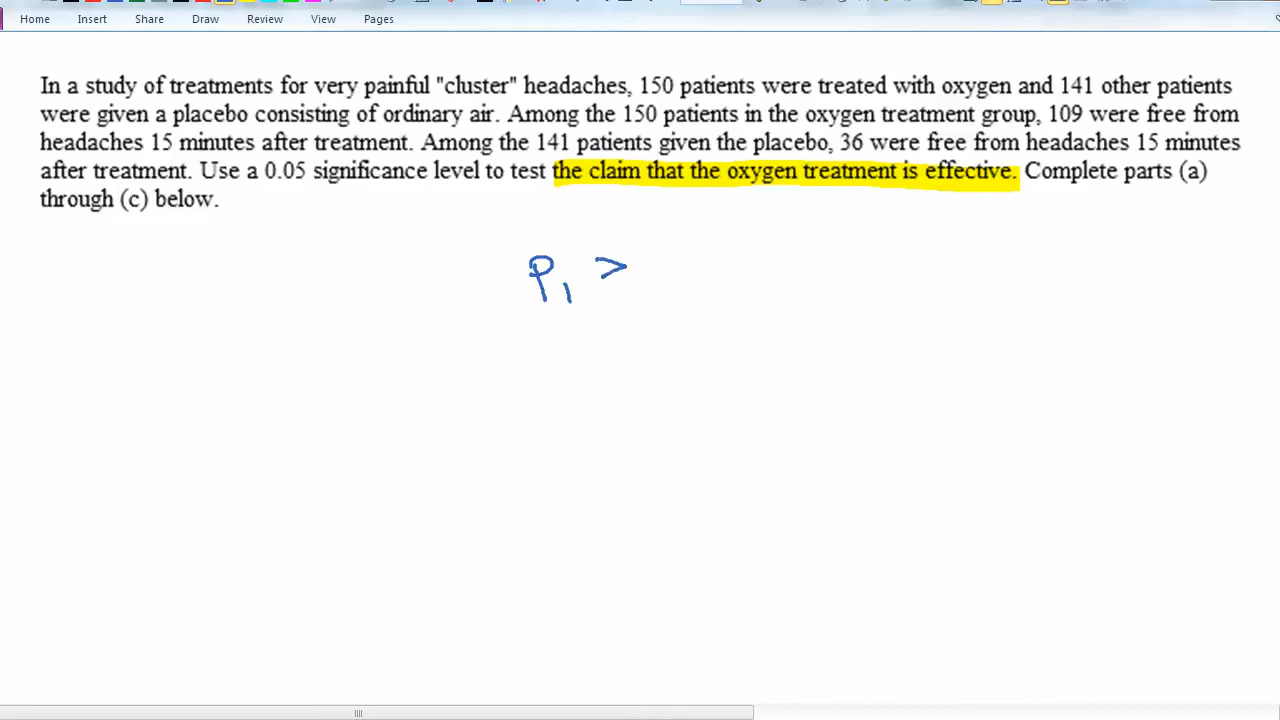 Home Insert Share Draw Review View Pages
In a study of treatments for very painful "cluster" headaches, 150 patients were treated with oxygen and 141 other patients
were given a placebo consisting of ordinary air. Among the 150 patients in the oxygen treatment group, 109 were free from
headaches 15 minutes after treatment. Among the 141 patients given the placebo, 36 were free from headaches 15 minutes
after treatment. Use a 0.05 significance level to test the claim that the oxygen treatment is effective. Complete parts (a)
through (c) below.
P₁ >